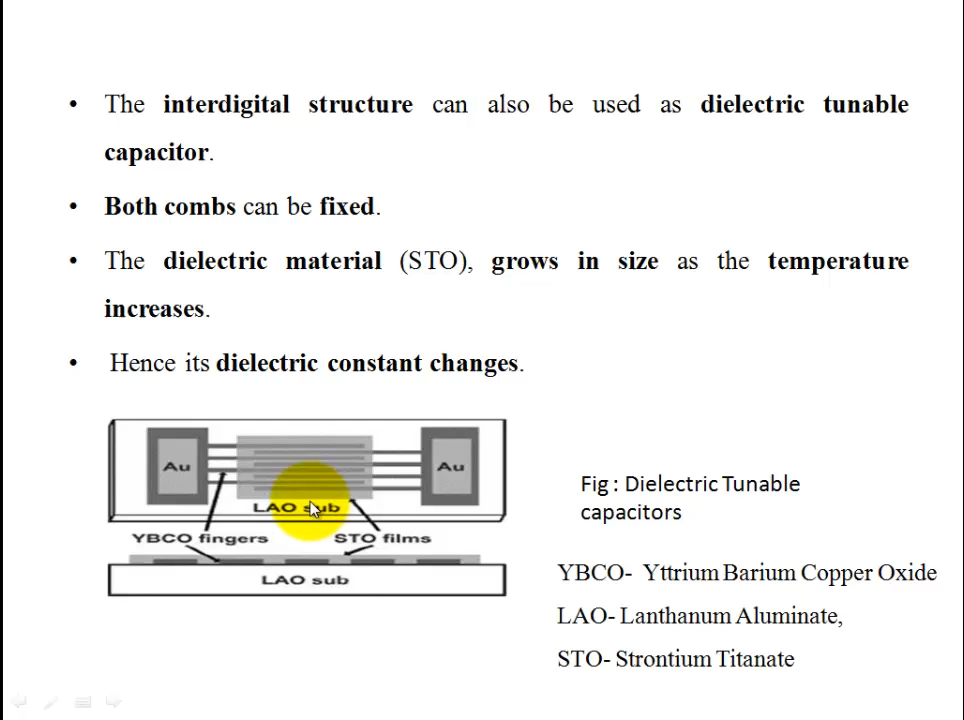 • The interdigital structure can also be used as dielectric tunable
capacitor.
• Both combs can be fixed.
• The dielectric material (STO), grows in size as the temperature
increases.
• Hence its dielectric constant changes.
Au Au
LAO sub
YBCO fingers STO films
LAO sub
Fig : Dielectric Tunable
capacitors
YBCO- Yttrium Barium Copper Oxide
LAO- Lanthanum Aluminate,
STO- Strontium Titanate